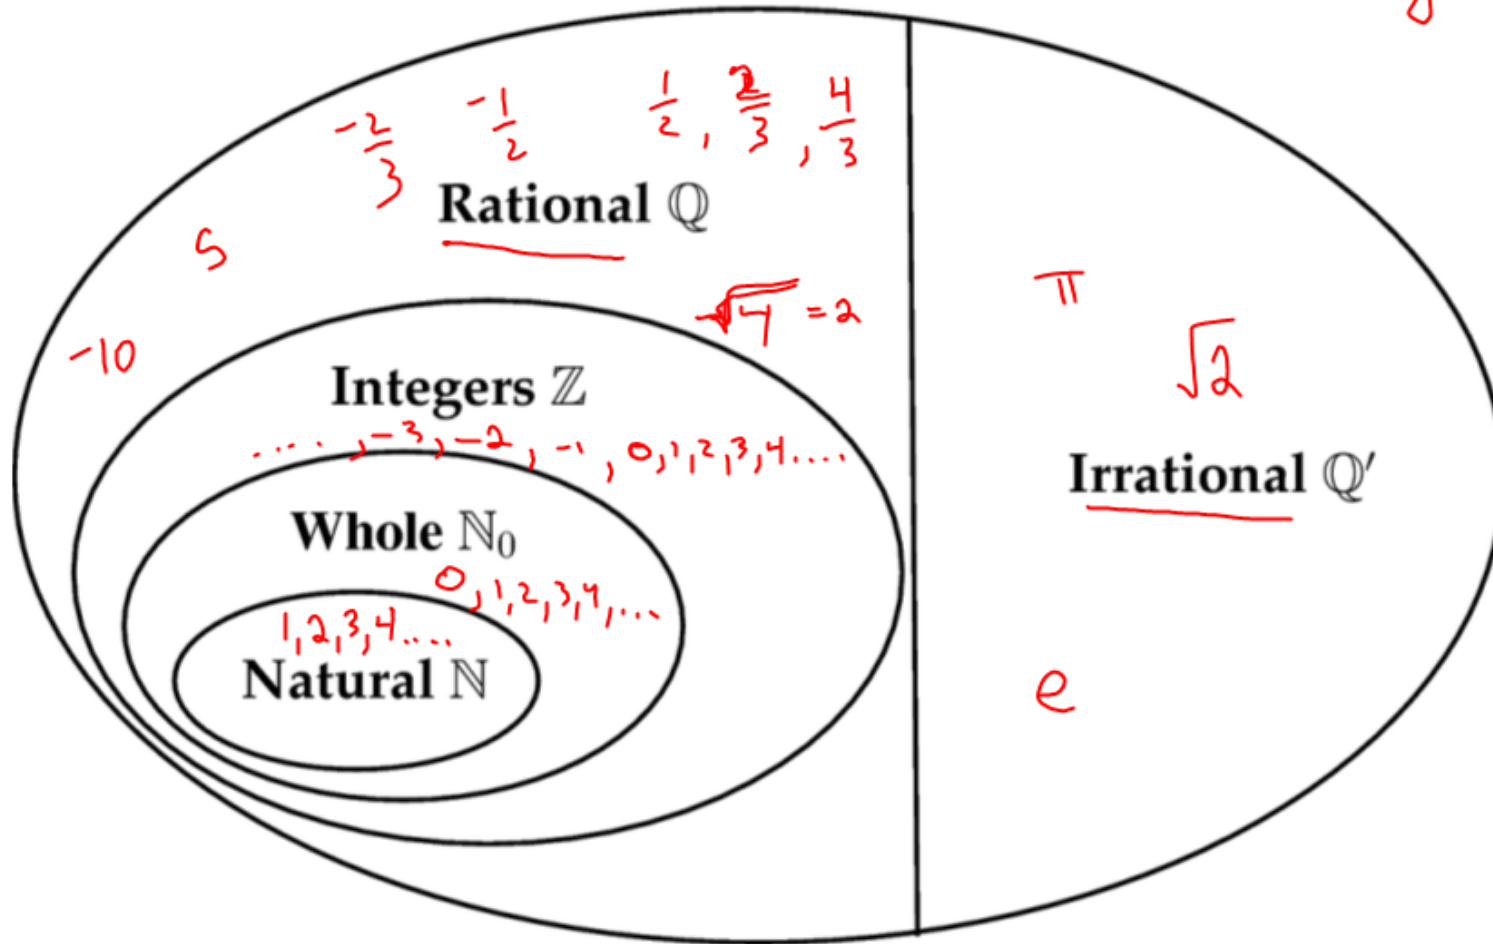 -2/3 -1/2 1/2, 2/3, 4/3
Rational ℚ
5
√4 = 2
-10
π
√2
Integers ℤ
...., -3, -2, -1, 0, 1, 2, 3, 4....
Irrational ℚ′
Whole ℕ₀
0, 1, 2, 3, 4, ...
1, 2, 3, 4....
Natural ℕ
e